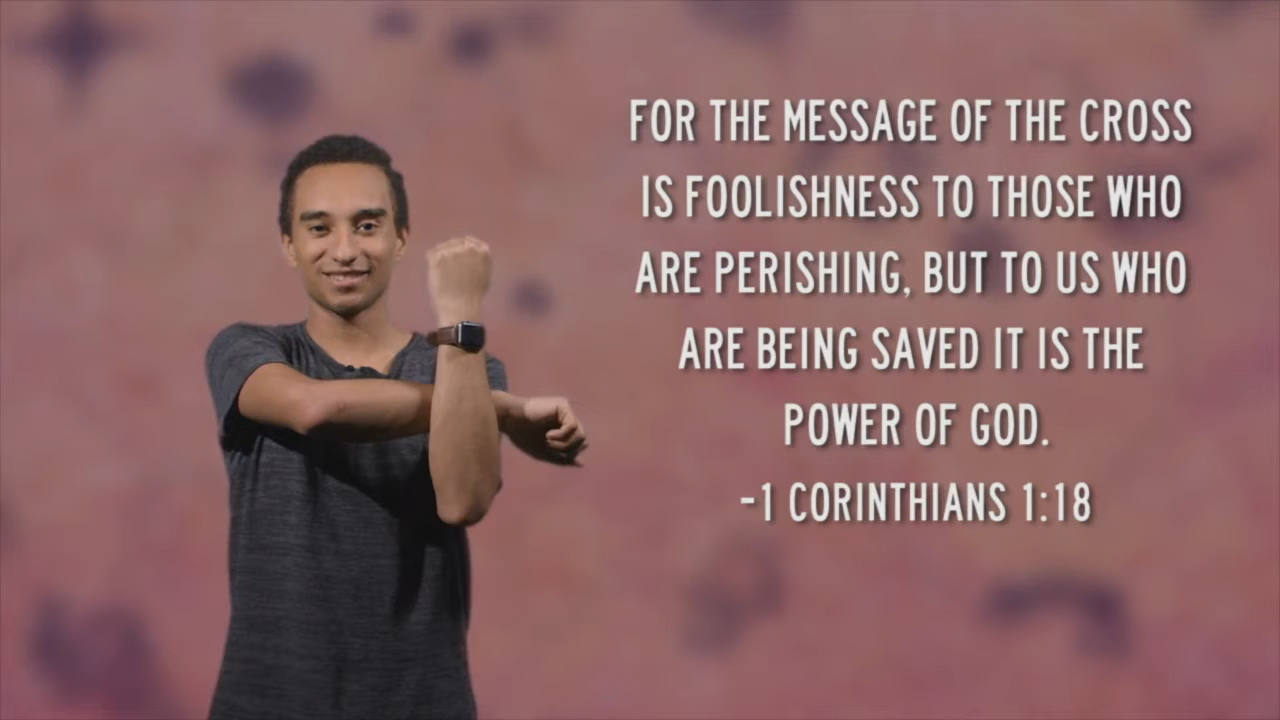 FOR THE MESSAGE OF THE CROSS
IS FOOLISHNESS TO THOSE WHO
ARE PERISHING, BUT TO US WHO
ARE BEING SAVED IT IS THE
POWER OF GOD.
-1 CORINTHIANS 1:18